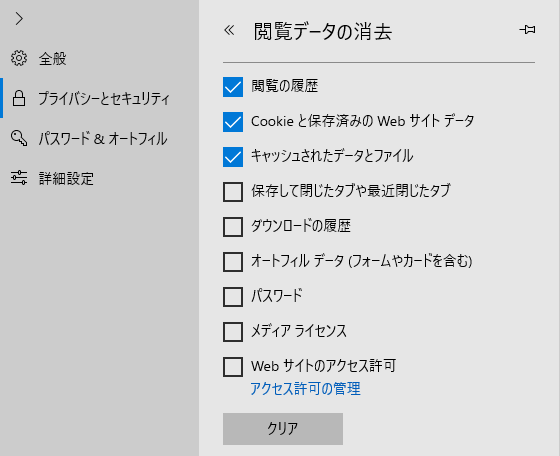 閲覧データの消去
全般
プライバシーとセキュリティ
パスワード & オートフィル
詳細設定
閲覧の履歴
Cookie と保存済みの Web サイト データ
キャッシュされたデータとファイル
保存して閉じたタブや最近閉じたタブ
ダウンロードの履歴
オートフィル データ (フォームやカードを含む)
パスワード
メディア ライセンス
Web サイトのアクセス許可
アクセス許可の管理
クリア